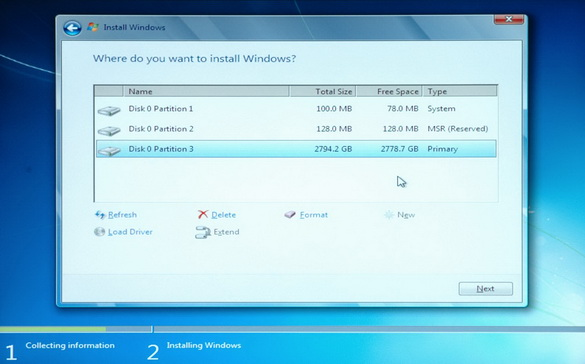 Install Windows
Where do you want to install Windows?
Name Total Size Free Space Type
Disk 0 Partition 1 100.0 MB 78.0 MB System
Disk 0 Partition 2 128.0 MB 128.0 MB MSR (Reserved)
Disk 0 Partition 3 2794.2 GB 2778.7 GB Primary
Refresh Delete Format New
Load Driver Extend
Next
1 Collecting information 2 Installing Windows